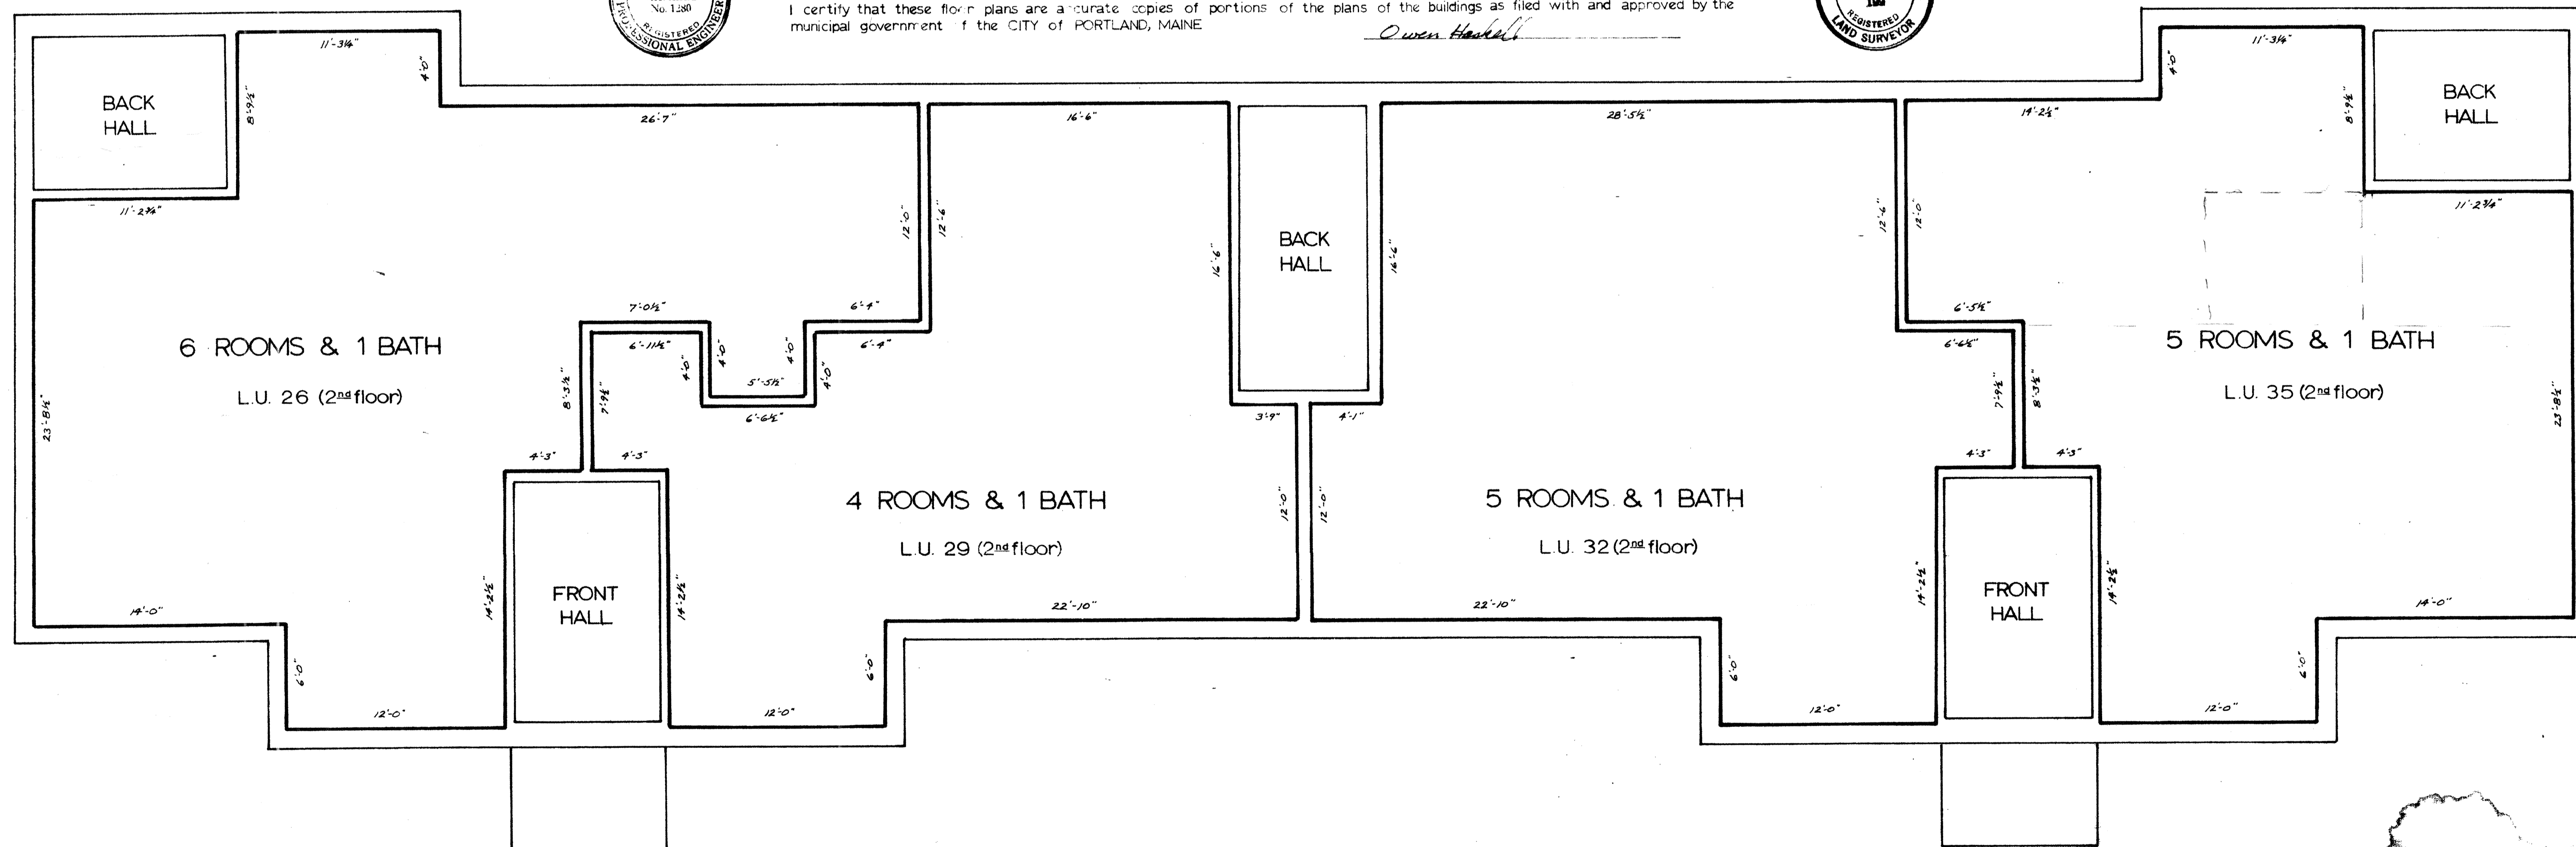 No. 1280
REGISTERED
PROFESSIONAL ENGINEER
I certify that these floor plans are accurate copies of portions of the plans of the buildings as filed with and approved by the
municipal government of the CITY of PORTLAND, MAINE
Owen Haskell
REGISTERED
LAND SURVEYOR
BACK
HALL
11'-3¼"
4'-0"
8'-9½"
11'-2¾"
26'-7"
12'-0"
6'-4"
4'-0"
5'-5½"
4'-0"
7'-0½"
8'-3½"
4'-3"
14'-2½"
12'-0"
6'-0"
14'-0"
23'-8½"
6 ROOMS & 1 BATH
L.U. 26 (2nd floor)
FRONT
HALL
16'-6"
12'-6"
6'-4"
4'-0"
6'-6½"
4'-0"
6'-11½"
7'-9½"
4'-3"
14'-2½"
12'-0"
6'-0"
22'-10"
12'-0"
3'-9"
16'-6"
4 ROOMS & 1 BATH
L.U. 29 (2nd floor)
BACK
HALL
28'-5½"
16'-6"
4'-1"
12'-0"
22'-10"
6'-0"
12'-0"
14'-2½"
4'-3"
7'-9½"
6'-6½"
12'-6"
5 ROOMS & 1 BATH
L.U. 32 (2nd floor)
FRONT
HALL
14'-2½"
4'-0"
11'-3¼"
8'-9½"
11'-2¾"
12'-0"
6'-5½"
8'-3½"
4'-3"
14'-2½"
12'-0"
6'-0"
14'-0"
23'-8½"
5 ROOMS & 1 BATH
L.U. 35 (2nd floor)
BACK
HALL